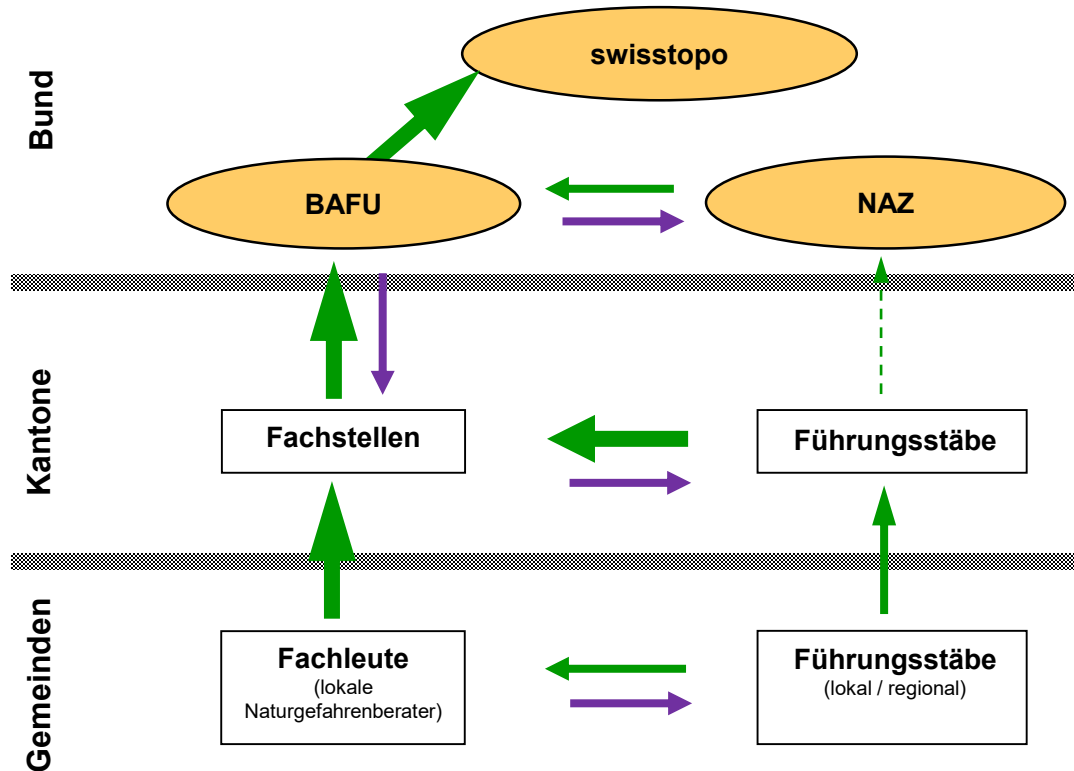 Bund
swisstopo
BAFU
NAZ
Kantone
Fachstellen
Führungsstäbe
Gemeinden
Fachleute
(lokale
Naturgefahrenberater)
Führungsstäbe
(lokal / regional)